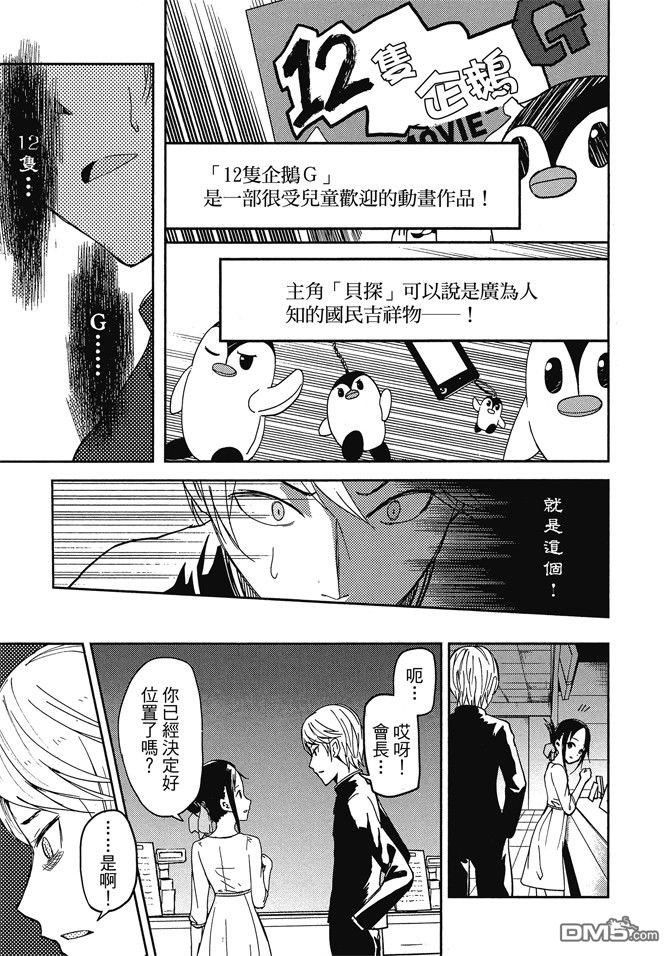 12隻企鵝G
MOVIE
「12隻企鵝G」
是一部很受兒童歡迎的動畫作品！
主角「貝探」可以說是廣為人
知的國民吉祥物——！
12隻…
G……
就是這個！
呃…
哎呀！
會長…
你已經決定好
位置了嗎？
……是啊！
DM5.com